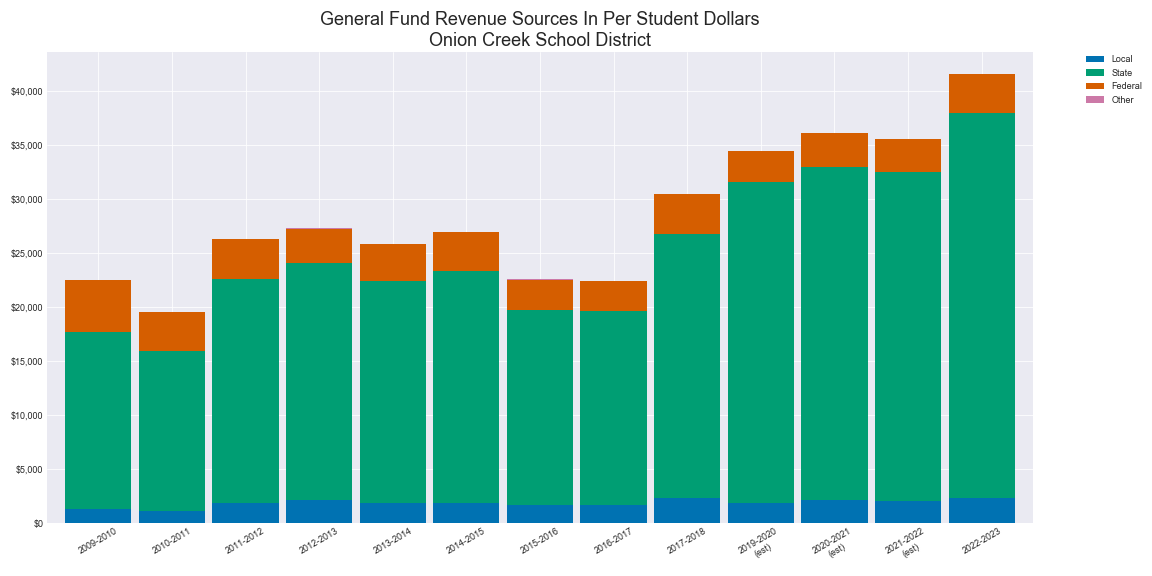 General Fund Revenue Sources In Per Student Dollars
Onion Creek School District
Local
State
Federal
Other
$40,000
$35,000
$30,000
$25,000
$20,000
$15,000
$10,000
$5,000
$0
2009-2010
2010-2011
2011-2012
2012-2013
2013-2014
2014-2015
2015-2016
2016-2017
2017-2018
2019-2020
(est)
2020-2021
(est)
2021-2022
(est)
2022-2023